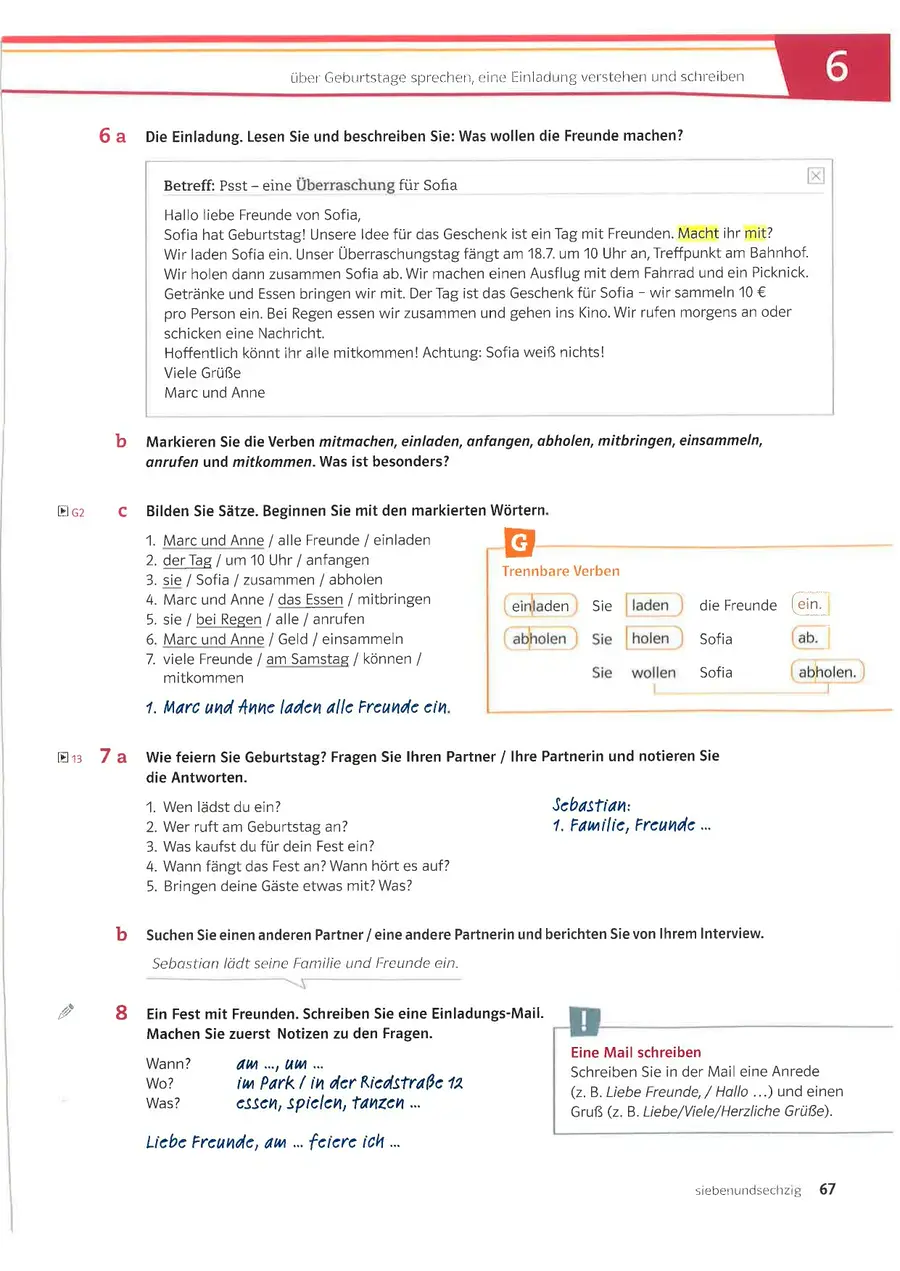 über Geburtstage sprechen, eine Einladung verstehen und schreiben
6
6 a Die Einladung. Lesen Sie und beschreiben Sie: Was wollen die Freunde machen?
Betreff: Psst – eine Überraschung für Sofia
Hallo liebe Freunde von Sofia,
Sofia hat Geburtstag! Unsere Idee für das Geschenk ist ein Tag mit Freunden. Macht ihr mit?
Wir laden Sofia ein. Unser Überraschungstag fängt am 18.7. um 10 Uhr an, Treffpunkt am Bahnhof.
Wir holen dann zusammen Sofia ab. Wir machen einen Ausflug mit dem Fahrrad und ein Picknick.
Getränke und Essen bringen wir mit. Der Tag ist das Geschenk für Sofia – wir sammeln 10 €
pro Person ein. Bei Regen essen wir zusammen und gehen ins Kino. Wir rufen morgens an oder
schicken eine Nachricht.
Hoffentlich könnt ihr alle mitkommen! Achtung: Sofia weiß nichts!
Viele Grüße
Marc und Anne
b Markieren Sie die Verben mitmachen, einladen, anfangen, abholen, mitbringen, einsammeln,
anrufen und mitkommen. Was ist besonders?
G2 c Bilden Sie Sätze. Beginnen Sie mit den markierten Wörtern.
1. Marc und Anne / alle Freunde / einladen
2. der Tag / um 10 Uhr / anfangen
3. sie / Sofia / zusammen / abholen
4. Marc und Anne / das Essen / mitbringen
5. sie / bei Regen / alle / anrufen
6. Marc und Anne / Geld / einsammeln
7. viele Freunde / am Samstag / können /
mitkommen
1. Marc und Anne laden alle Freunde ein.
G
Trennbare Verben
einladen Sie laden die Freunde ein.
abholen Sie holen Sofia ab.
Sie wollen Sofia abholen.
13 7 a Wie feiern Sie Geburtstag? Fragen Sie Ihren Partner / Ihre Partnerin und notieren Sie
die Antworten.
1. Wen lädst du ein?
2. Wer ruft am Geburtstag an?
3. Was kaufst du für dein Fest ein?
4. Wann fängt das Fest an? Wann hört es auf?
5. Bringen deine Gäste etwas mit? Was?
Sebastian:
1. Familie, Freunde ...
b Suchen Sie einen anderen Partner / eine andere Partnerin und berichten Sie von Ihrem Interview.
Sebastian lädt seine Familie und Freunde ein.
8 Ein Fest mit Freunden. Schreiben Sie eine Einladungs-Mail.
Machen Sie zuerst Notizen zu den Fragen.
Wann? am ..., um ...
Wo? im Park / in der Riedstraße 12
Was? essen, spielen, tanzen ...
Liebe Freunde, am ... feiere ich ...
!
Eine Mail schreiben
Schreiben Sie in der Mail eine Anrede
(z. B. Liebe Freunde, / Hallo ...) und einen
Gruß (z. B. Liebe/Viele/Herzliche Grüße).
siebenundsechzig 67